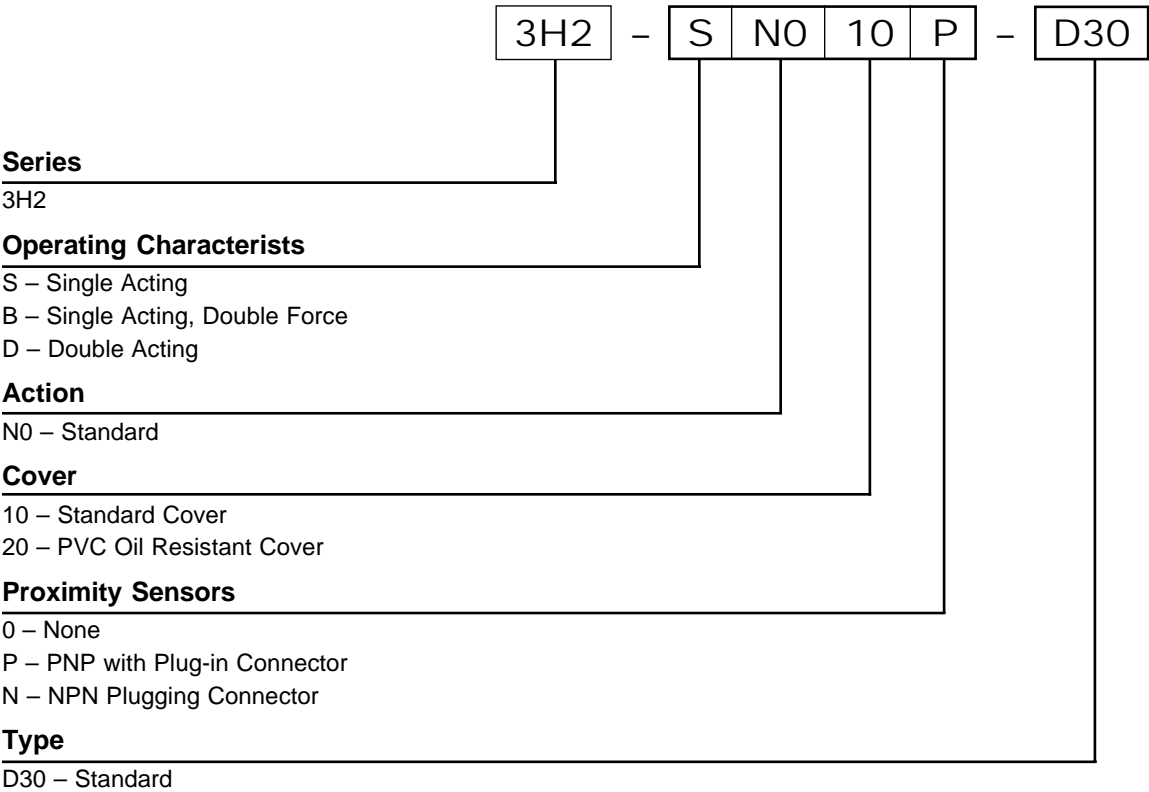 3H2 – S N0 10 P – D30
Series
3H2
Operating Characterists
S – Single Acting
B – Single Acting, Double Force
D – Double Acting
Action
N0 – Standard
Cover
10 – Standard Cover
20 – PVC Oil Resistant Cover
Proximity Sensors
0 – None
P – PNP with Plug-in Connector
N – NPN Plugging Connector
Type
D30 – Standard